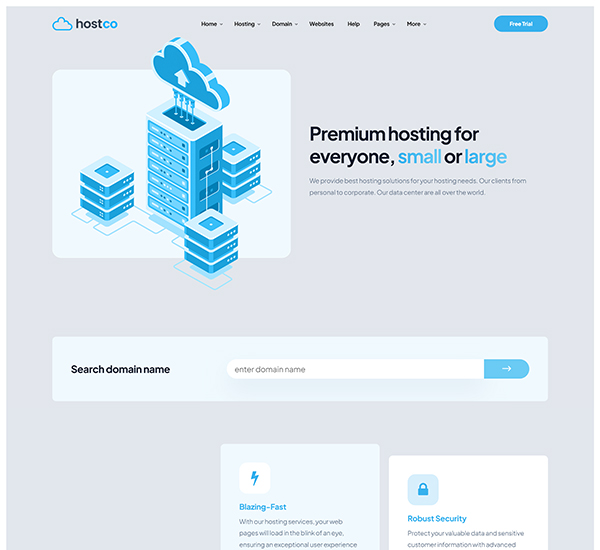 hostco
Home Hosting Domain Websites Help Pages More Free Trial
Premium hosting for
everyone, small or large
We provide best hosting solutions for your hosting needs. Our clients from
personal to corporate. Our data center are all over the world.
Search domain name
enter domain name
Blazing-Fast
With our hosting services, your web
pages will load in the blink of an eye,
ensuring an exceptional user experience
Robust Security
Protect your valuable data and sensitive
customer information with advanced